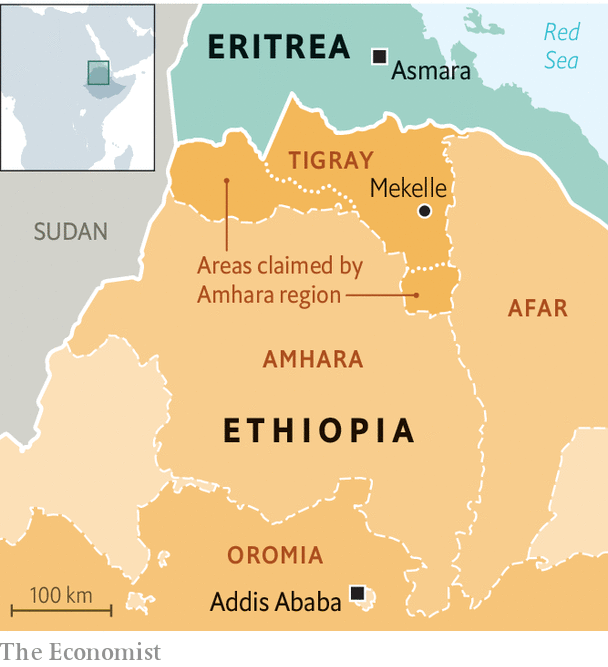 ERITREA
Red
Sea
Asmara
TIGRAY
Mekelle
SUDAN
Areas claimed by
Amhara region
AFAR
AMHARA
ETHIOPIA
OROMIA
100 km
Addis Ababa
The Economist